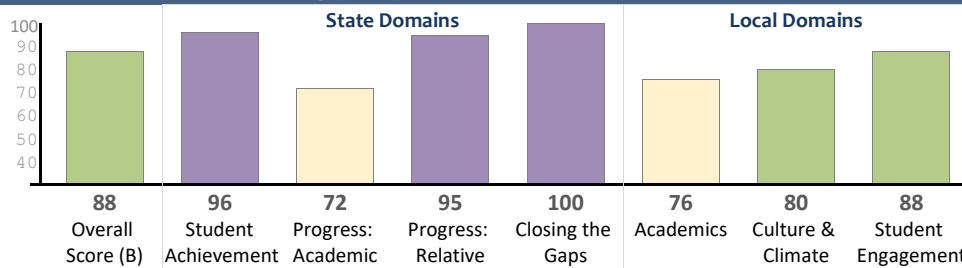 State Domains
Local Domains
100
90
80
70
60
50
40
88
Overall
Score (B)
96
Student
Achievement
72
Progress:
Academic
95
Progress:
Relative
100
Closing the
Gaps
76
Academics
80
Culture &
Climate
88
Student
Engagement